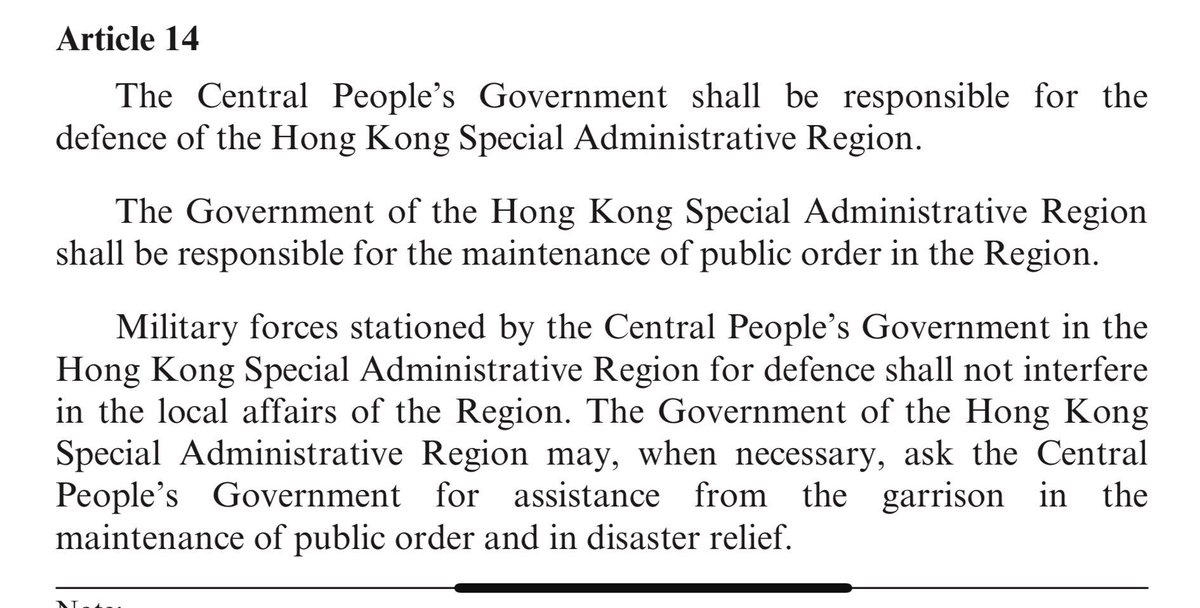 Article 14
The Central People’s Government shall be responsible for the
defence of the Hong Kong Special Administrative Region.
The Government of the Hong Kong Special Administrative Region
shall be responsible for the maintenance of public order in the Region.
Military forces stationed by the Central People’s Government in the
Hong Kong Special Administrative Region for defence shall not interfere
in the local affairs of the Region. The Government of the Hong Kong
Special Administrative Region may, when necessary, ask the Central
People’s Government for assistance from the garrison in the
maintenance of public order and in disaster relief.